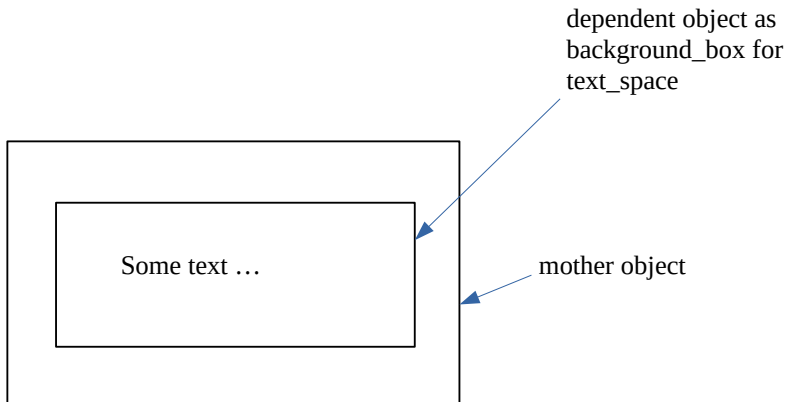 dependent object as
background_box for
text_space
Some text …
mother object